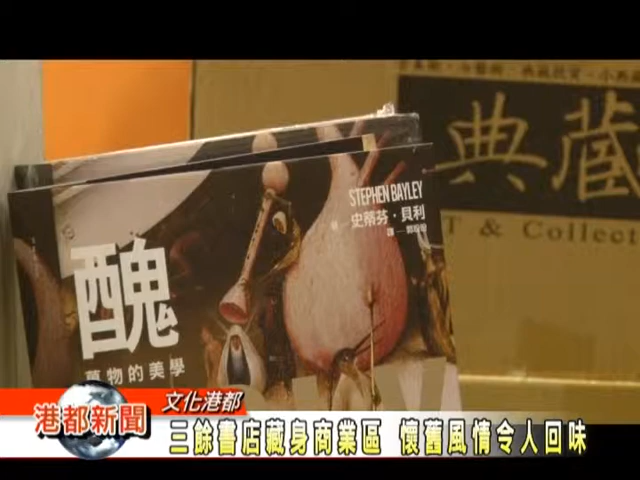 典藏
T & Collect
STEPHEN BAYLEY
史蒂芬·貝利
醜
萬物的美學
文化港都
港都新聞
三餘書店藏身商業區 懷舊風情令人回味